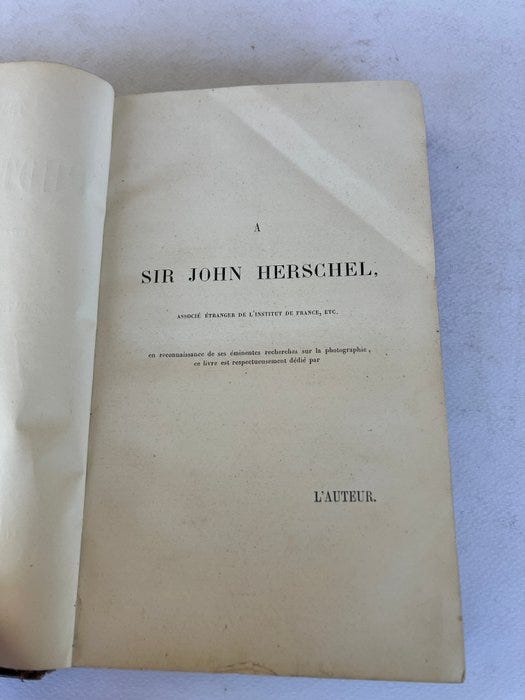 A
SIR JOHN HERSCHEL,
ASSOCIÉ ÉTRANGER DE L'INSTITUT DE FRANCE, ETC.
en reconnaissance de ses éminentes recherches sur la photographie,
ce livre est respectueusement dédié par
L'AUTEUR.